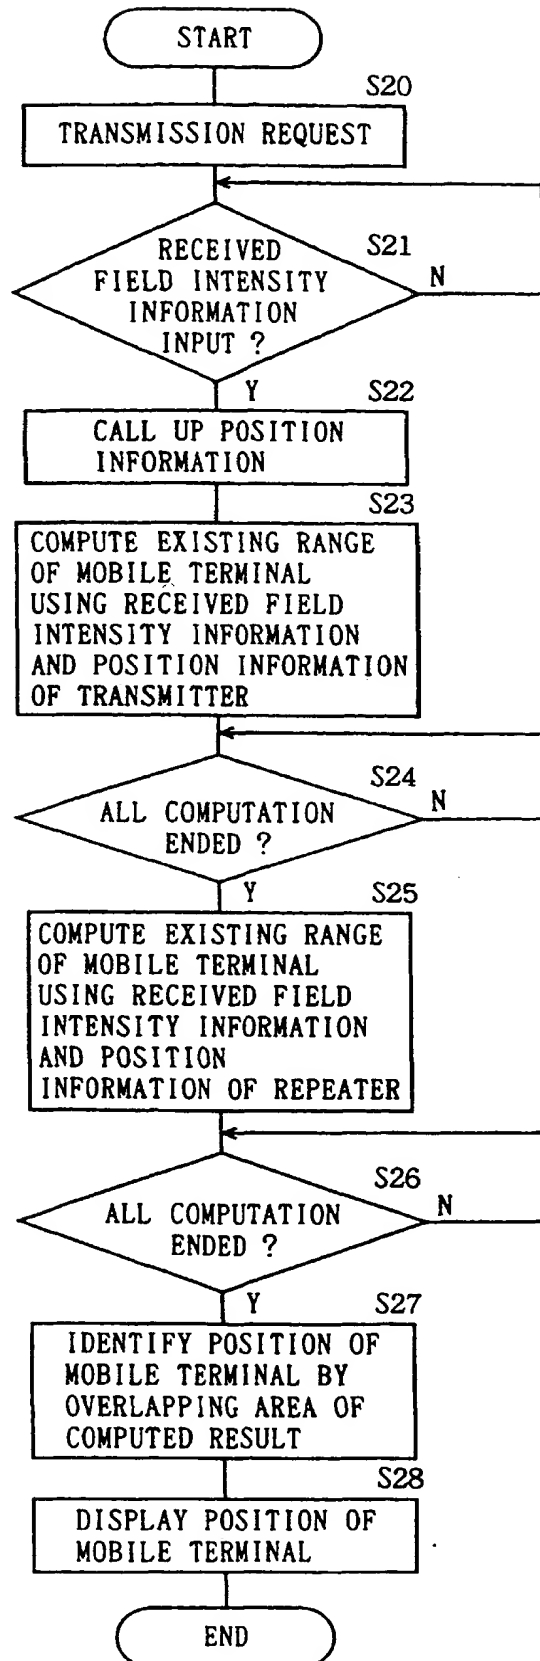 START
S20
TRANSMISSION REQUEST
S21
RECEIVED
FIELD INTENSITY
INFORMATION
INPUT ?
N
Y
S22
CALL UP POSITION
INFORMATION
S23
COMPUTE EXISTING RANGE
OF MOBILE TERMINAL
USING RECEIVED FIELD
INTENSITY INFORMATION
AND POSITION INFORMATION
OF TRANSMITTER
S24
ALL COMPUTATION
ENDED ?
N
Y
S25
COMPUTE EXISTING RANGE
OF MOBILE TERMINAL
USING RECEIVED FIELD
INTENSITY INFORMATION
AND POSITION
INFORMATION OF REPEATER
S26
ALL COMPUTATION
ENDED ?
N
Y
S27
IDENTIFY POSITION OF
MOBILE TERMINAL BY
OVERLAPPING AREA OF
COMPUTED RESULT
S28
DISPLAY POSITION OF
MOBILE TERMINAL
END